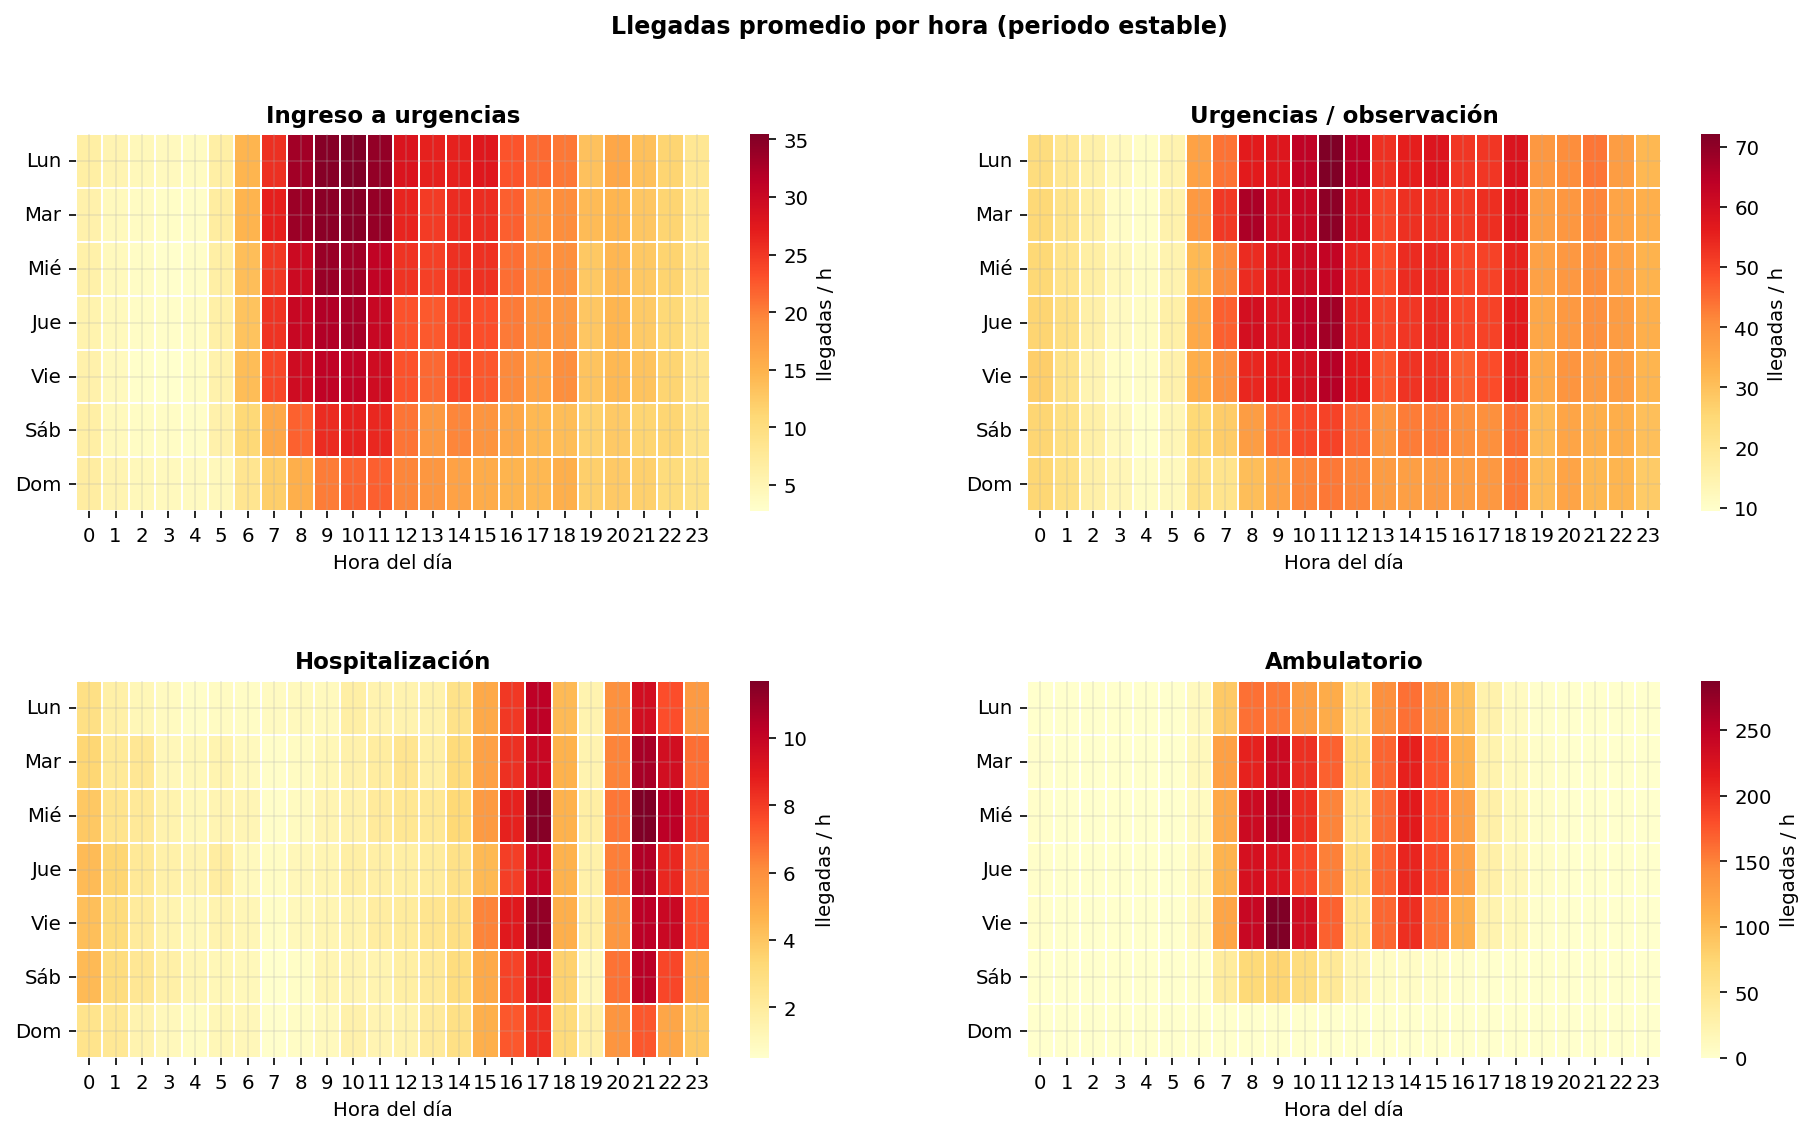 Llegadas promedio por hora (periodo estable)
Ingreso a urgencias
Lun
Mar
Mié
Jue
Vie
Sáb
Dom
0 1 2 3 4 5 6 7 8 9 10 11 12 13 14 15 16 17 18 19 20 21 22 23
Hora del día
35
30
25
20
15
10
5
llegadas / h
Urgencias / observación
Lun
Mar
Mié
Jue
Vie
Sáb
Dom
0 1 2 3 4 5 6 7 8 9 10 11 12 13 14 15 16 17 18 19 20 21 22 23
Hora del día
70
60
50
40
30
20
10
llegadas / h
Hospitalización
Lun
Mar
Mié
Jue
Vie
Sáb
Dom
0 1 2 3 4 5 6 7 8 9 10 11 12 13 14 15 16 17 18 19 20 21 22 23
Hora del día
10
8
6
4
2
llegadas / h
Ambulatorio
Lun
Mar
Mié
Jue
Vie
Sáb
Dom
0 1 2 3 4 5 6 7 8 9 10 11 12 13 14 15 16 17 18 19 20 21 22 23
Hora del día
250
200
150
100
50
0
llegadas / h